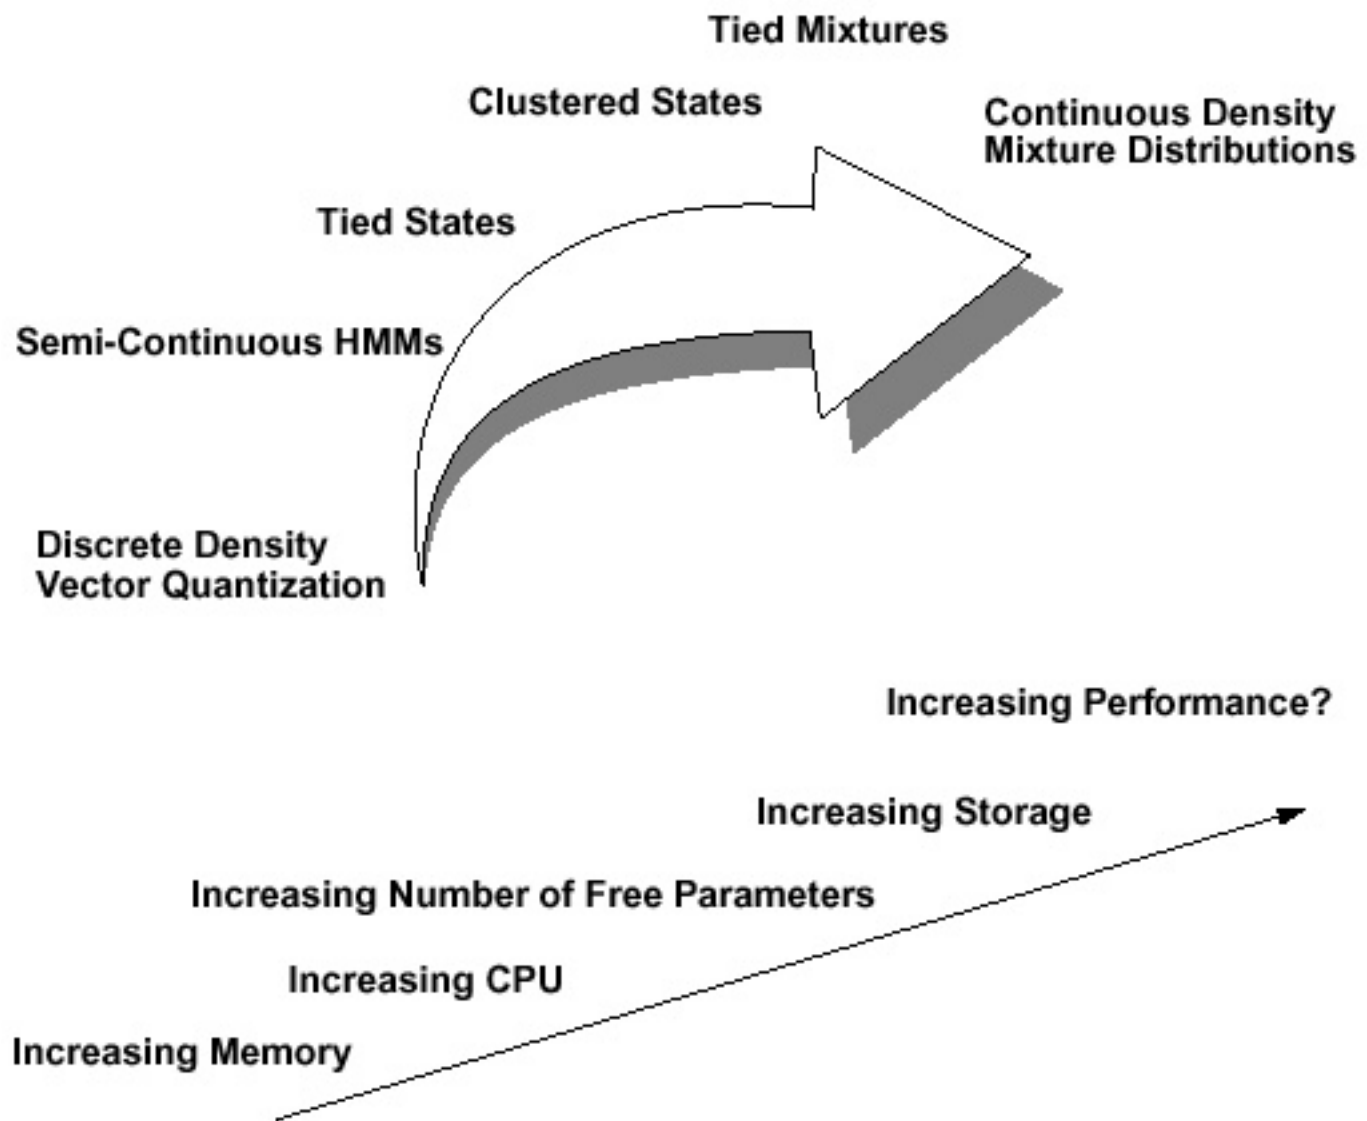 Tied Mixtures
Clustered States
Continuous Density
Mixture Distributions
Tied States
Semi-Continuous HMMs
Discrete Density
Vector Quantization
Increasing Performance?
Increasing Storage
Increasing Number of Free Parameters
Increasing CPU
Increasing Memory